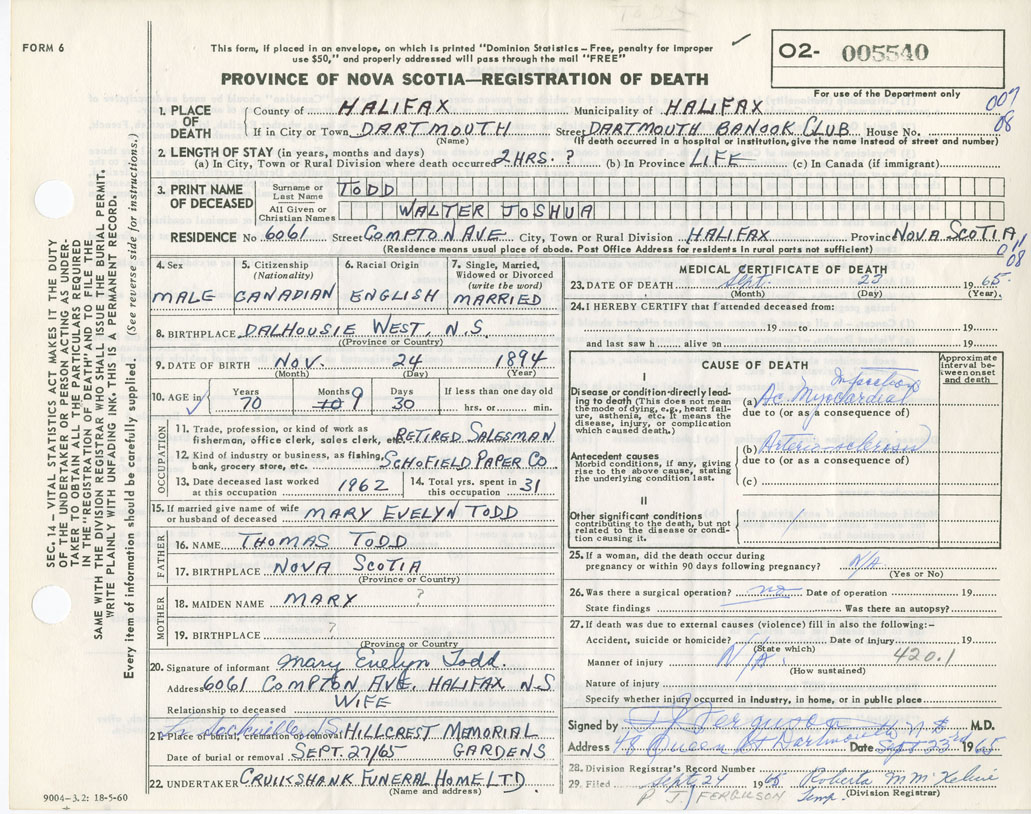 TODD
FORM 6
This form, if placed in an envelope, on which is printed "Dominion Statistics – Free, penalty for improper
use $50," and properly addressed will pass through the mail "FREE"
PROVINCE OF NOVA SCOTIA—REGISTRATION OF DEATH
O2- 005540
For use of the Department only
007
08
1. PLACE OF DEATH
County of HALIFAX Municipality of HALIFAX
If in City or Town DARTMOUTH Street DARTMOUTH BANOOK CLUB House No.
(Name) (If death occurred in a hospital or institution, give the name instead of street and number)
2. LENGTH OF STAY (in years, months and days)
(a) In City, Town or Rural Division where death occurred 2 HRS. ? (b) In Province LIFE (c) In Canada (if immigrant)
3. PRINT NAME OF DECEASED
Surname or Last Name TODD
All Given or Christian Names WALTER JOSHUA
RESIDENCE No 6061 Street COMPTON AVE. City, Town or Rural Division HALIFAX Province NOVA SCOTIA
(Residence means usual place of abode. Post Office Address for residents in rural parts not sufficient)
08
4. Sex MALE
5. Citizenship (Nationality) CANADIAN
6. Racial Origin ENGLISH
7. Single, Married, Widowed or Divorced (write the word) MARRIED
8. BIRTHPLACE DALHOUSIE WEST, N.S.
(Province or Country)
9. DATE OF BIRTH NOV. 24 1894
(Month) (Day) (Year)
10. AGE in Years 70 Months 10 9 Days 30 If less than one day old hrs. or min.
OCCUPATION
11. Trade, profession, or kind of work as
fisherman, office clerk, sales clerk, etc. RETIRED SALESMAN
12. Kind of industry or business, as fishing,
bank, grocery store, etc. SCHOFIELD PAPER CO
13. Date deceased last worked at this occupation 1962
14. Total yrs. spent in this occupation 31
15. If married give name of wife
or husband of deceased MARY EVELYN TODD
FATHER
16. NAME THOMAS TODD
17. BIRTHPLACE NOVA SCOTIA
(Province or Country)
MOTHER
18. MAIDEN NAME MARY ?
19. BIRTHPLACE ?
(Province or Country)
20. Signature of informant Mary Evelyn Todd.
Address 6061 COMPTON AVE. HALIFAX N.S
Relationship to deceased WIFE
21. Place of burial, cremation or removal HILLCREST MEMORIAL
GARDENS
Date of burial or removal SEPT. 27/65
22. UNDERTAKER CRUIKSHANK FUNERAL HOME LTD.
(Name and address)
9004–3.2: 18-5-60
MEDICAL CERTIFICATE OF DEATH
23. DATE OF DEATH Sept. 23 1965.
(Month) (Day) (Year).
24. I HEREBY CERTIFY that I attended deceased from:
19 to 19
and last saw h alive on 19
CAUSE OF DEATH
Approximate interval between onset and death
I
Disease or condition directly leading to death (This does not mean the mode of dying, e.g., heart failure, asthenia, etc. It means the disease, injury, or complication which caused death.)
(a) Ac. Myocardial Infarction
due to (or as a consequence of)
Antecedent causes
Morbid conditions, if any, giving rise to the above cause, stating the underlying condition last.
(b) Arterio-sclerosis
due to (or as a consequence of)
(c)
II
Other significant conditions
contributing to the death, but not related to the disease or condition causing it.
25. If a woman, did the death occur during
pregnancy or within 90 days following pregnancy? N/A
(Yes or No)
26. Was there a surgical operation? no Date of operation 19
State findings Was there an autopsy?
27. If death was due to external causes (violence) fill in also the following:-
Accident, suicide or homicide? Date of injury 19
(State which)
Manner of injury N/A. 420.1
(How sustained)
Nature of injury
Specify whether injury occurred in industry, in home, or in public place
Signed by M.D.
Address 48 Queen St Dartmouth Date Sept 23rd 1965
28. Division Registrar's Record Number
29. Filed Sept 24 1965 Roberta M
Temp. (Division Registrar)
P J FERGUSON
SEC. 14 – VITAL STATISTICS ACT MAKES IT THE DUTY
OF THE UNDERTAKER OR PERSON ACTING AS UNDER-
TAKER TO OBTAIN ALL THE PARTICULARS REQUIRED
IN THE "REGISTRATION OF DEATH" AND TO FILE THE
SAME WITH THE DIVISION REGISTRAR WHO SHALL ISSUE THE BURIAL PERMIT.
WRITE PLAINLY WITH UNFADING INK. THIS IS A PERMANENT RECORD.
Every item of information should be carefully supplied. (See reverse side for instructions.)